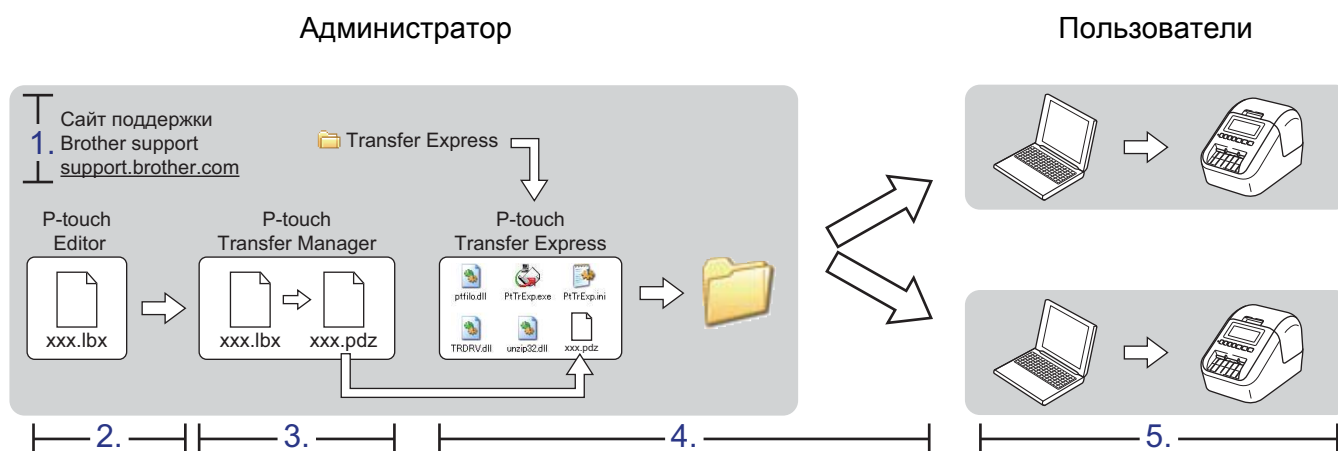 Администратор
Пользователи
1.
Сайт поддержки
Brother support
support.brother.com
Transfer Express
P-touch
Editor
xxx.lbx
P-touch
Transfer Manager
xxx.lbx
xxx.pdz
P-touch
Transfer Express
ptfilo.dll
PtTrExp.exe
PtTrExp.ini
TRDRV.dll
unzip32.dll
xxx.pdz
2.
3.
4.
5.